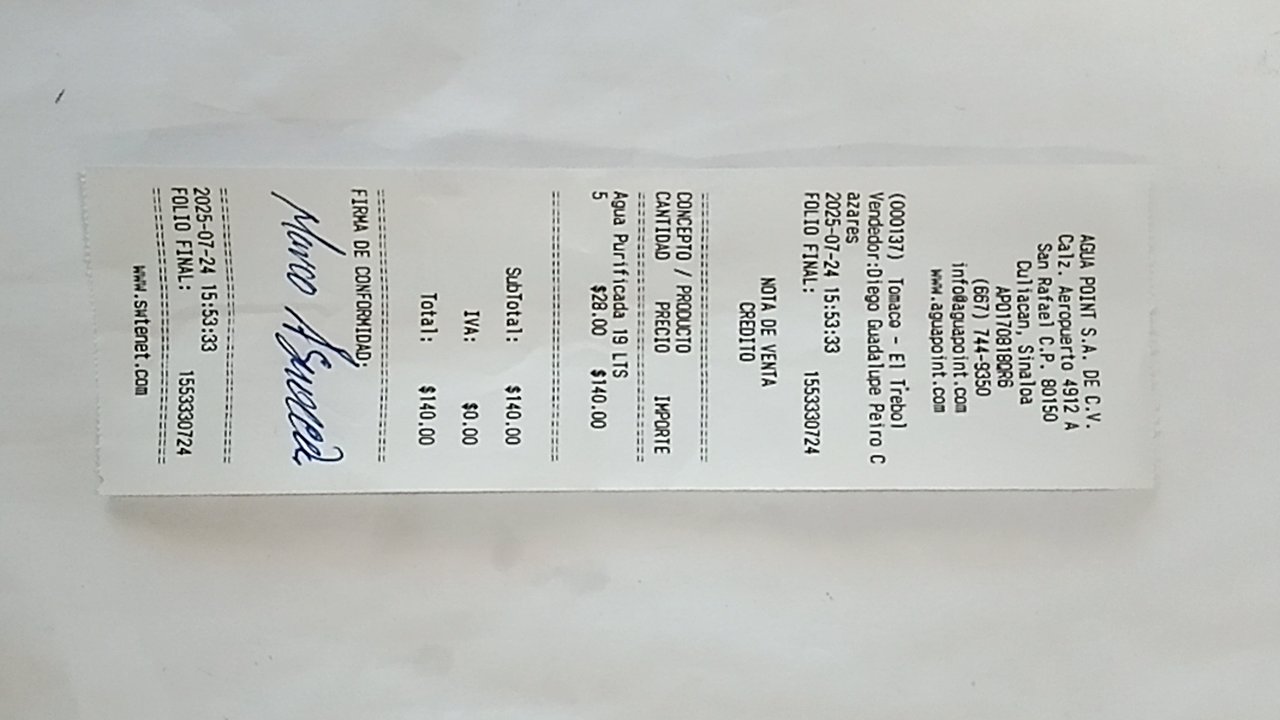 AGUA POINT S.A. DE C.V.
Calz. Aeropuerto 4912 A
San Rafael C.P. 80150
Culiacan, Sinaloa
APO170818QR6
(667) 744-9350
info@aguapoint.com
www.aguapoint.com
(000137) Tomaco - El Trebol
Vendedor:Diego Guadalupe Peiro C
azares
2025-07-24 15:53:33
FOLIO FINAL: 1553330724
NOTA DE VENTA
CREDITO
================================
CONCEPTO / PRODUCTO
CANTIDAD PRECIO IMPORTE
================================
Agua Purificada 19 LTS
5 $28.00 $140.00
================================
SubTotal: $140.00
IVA: $0.00
Total: $140.00
================================
FIRMA DE CONFORMIDAD:
Marco
================================
2025-07-24 15:53:33
FOLIO FINAL: 1553330724
================================
www.swtenet.com